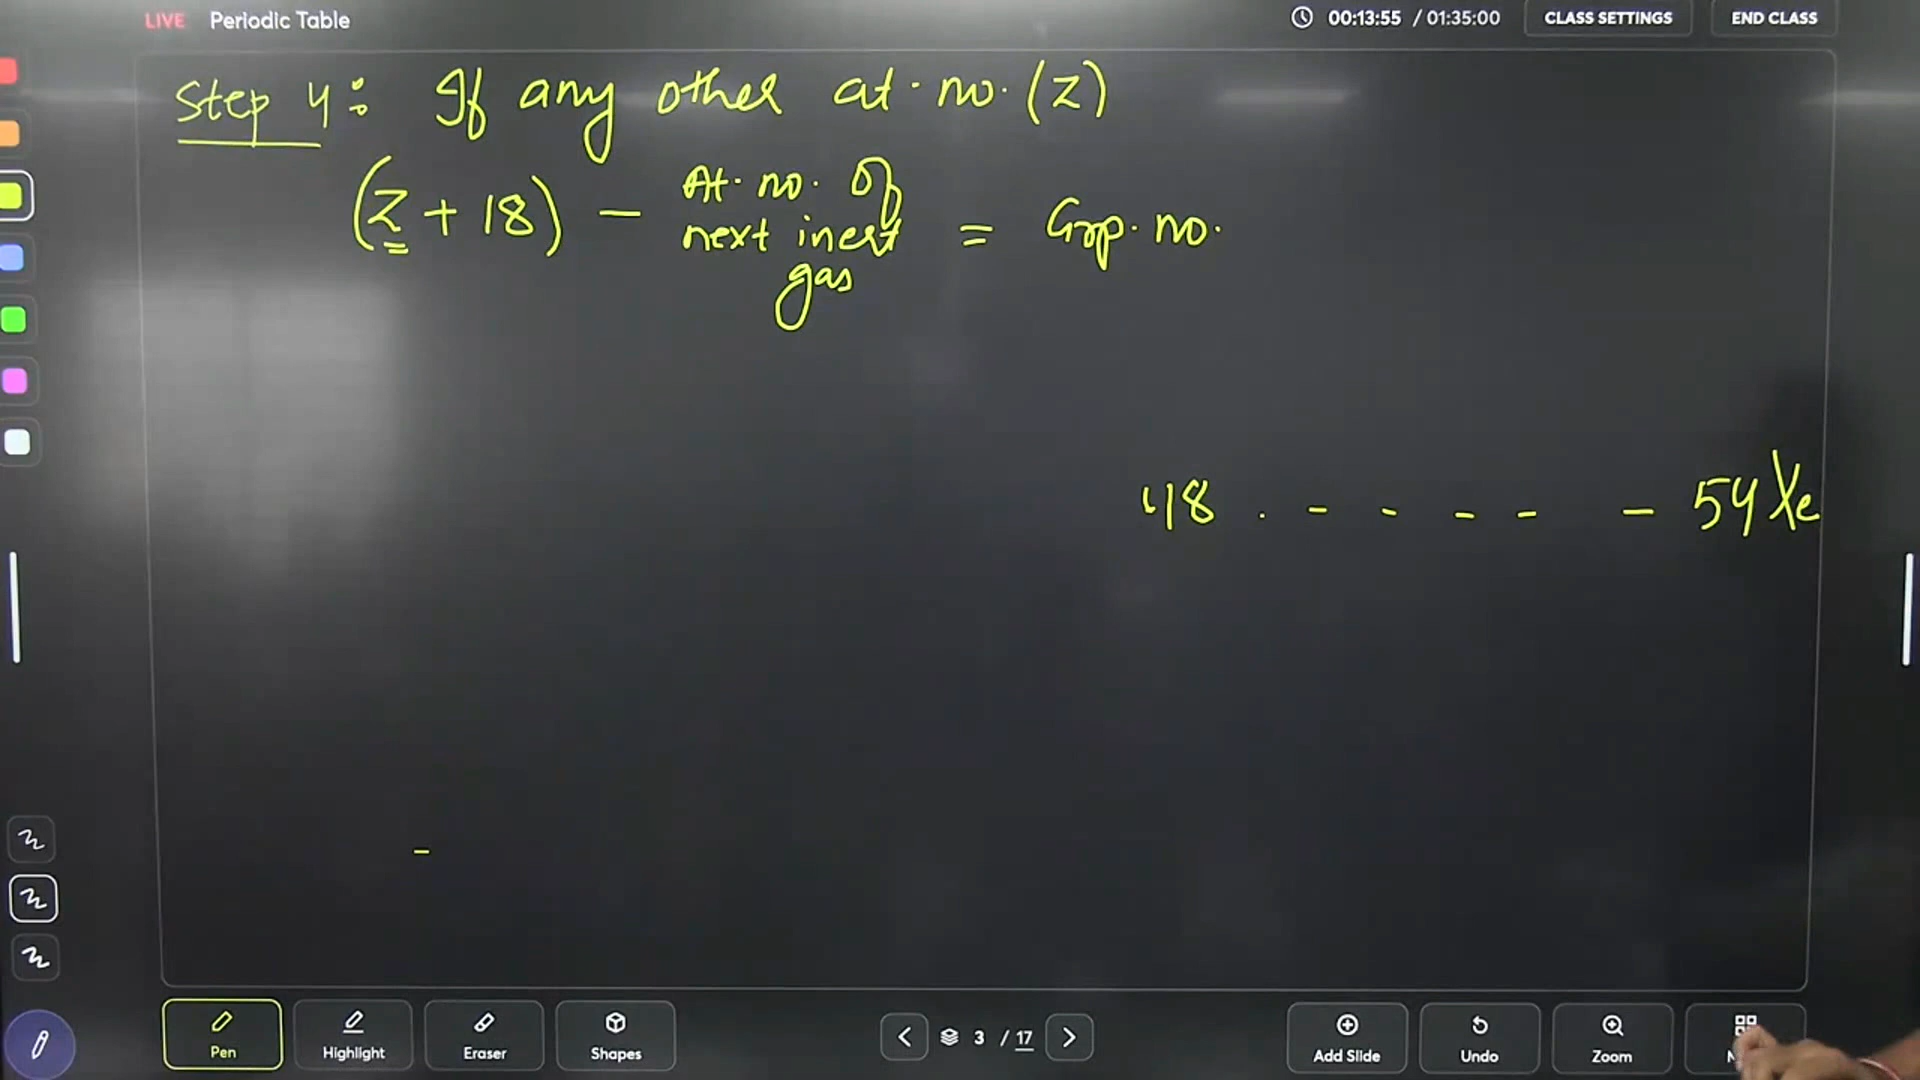 LIVE Periodic Table 00:13:55 / 01:35:00 CLASS SETTINGS END CLASS
Step 4: If any other at. no. (Z)
(Z + 18) - At. no. of next inert gas = Grp. no.
48 . - - - - - 54 Xe
-
Pen Highlight Eraser Shapes 3 / 17 Add Slide Undo Zoom